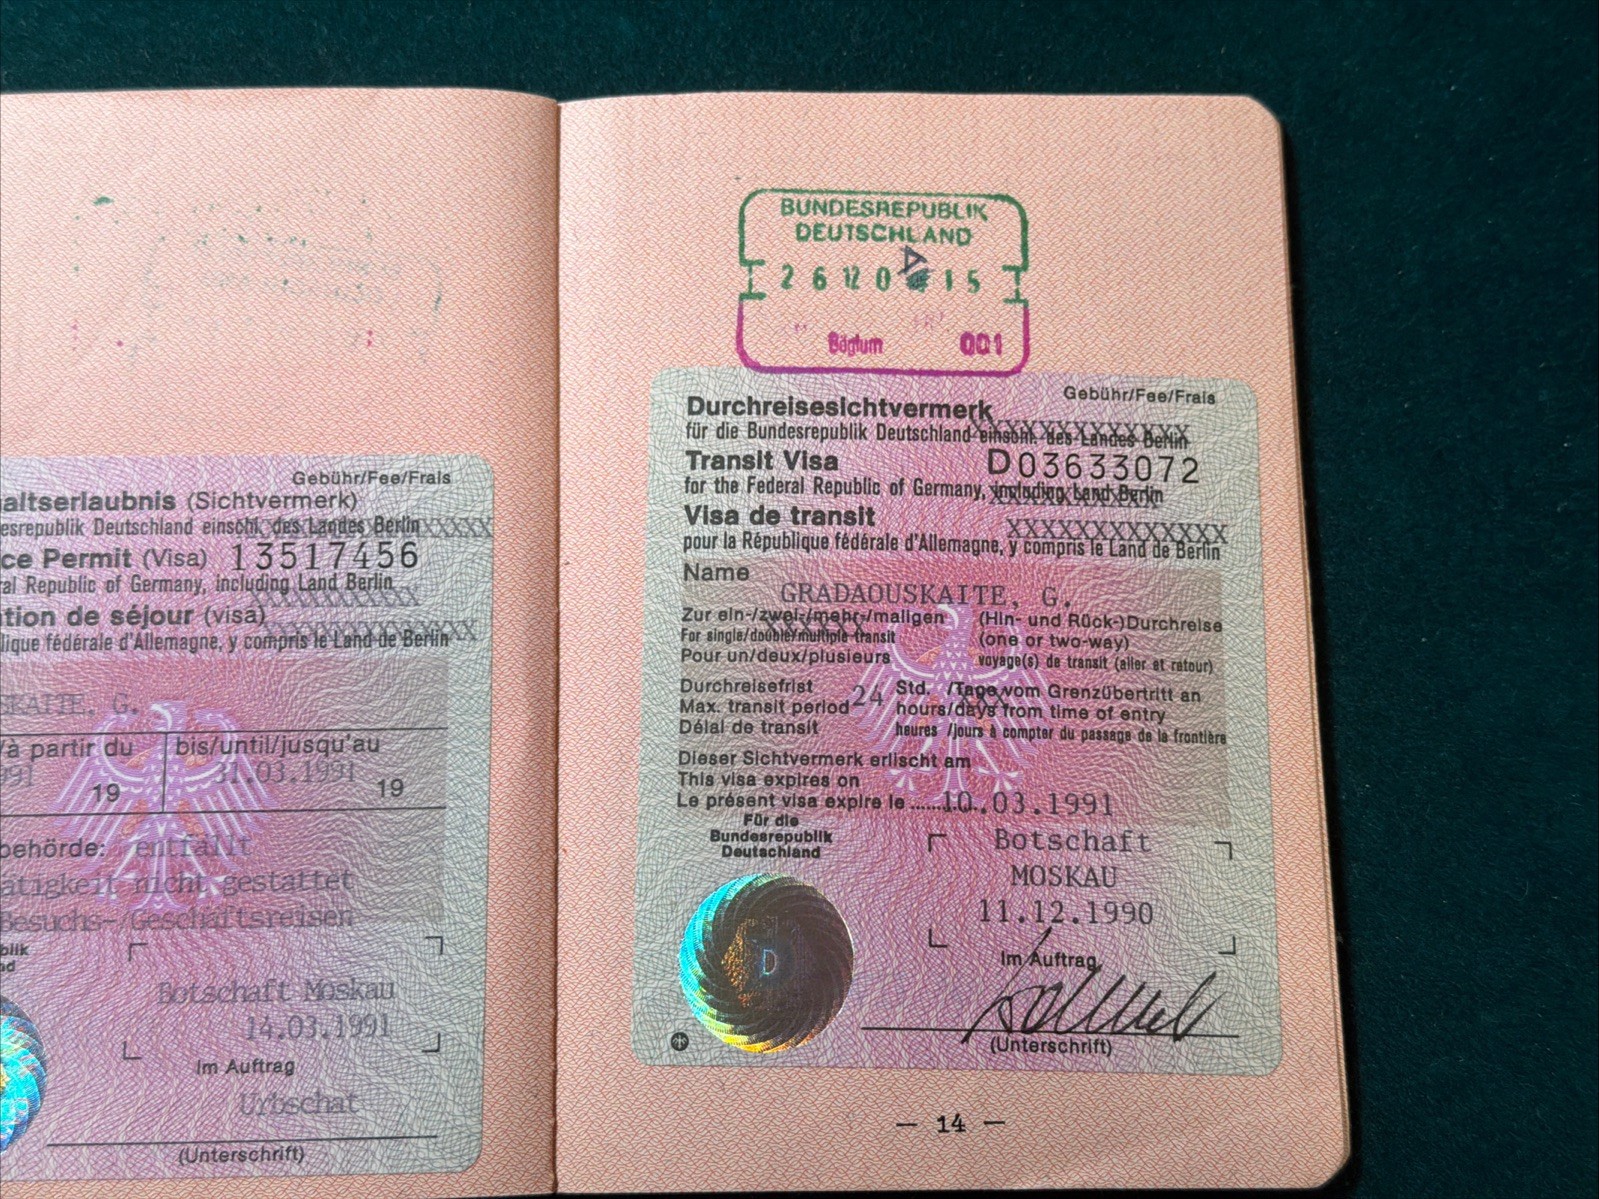 Gebühr/Fee/Frais
altserlaubnis (Sichtvermerk)
esrepublik Deutschland einschl. des Landes Berlin XXXXX
ce Permit (Visa) 13517456
ral Republic of Germany, including Land Berlin
tion de séjour (visa)
lique fédérale d'Allemagne, y compris le Land de Berlin
SKAITE, G.
/à partir du bis/until/jusqu'au
991 31.03.1991
19 19
behörde: entfällt
ätigkeit nicht gestattet
Besuchs-/Geschäftsreisen
blik
nd
Botschaft Moskau
14.03.1991
Im Auftrag
Urbschat
(Unterschrift)
BUNDESREPUBLIK
DEUTSCHLAND
26 12 0 15
001
Gebühr/Fee/Frais
Durchreisesichtvermerk
für die Bundesrepublik Deutschland einschl. des Landes Berlin
Transit Visa D03633072
for the Federal Republic of Germany, including Land Berlin
Visa de transit XXXXXXXXXXXXX
pour la République fédérale d'Allemagne, y compris le Land de Berlin
Name
GRADAOUSKAITE, G.
Zur ein-/zwei-/mehr-/maligen (Hin- und Rück-)Durchreise
For single/double/multiple transit (one or two-way)
Pour un/deux/plusieurs voyage(s) de transit (aller et retour)
Durchreisefrist 24 Std. /Tage vom Grenzübertritt an
Max. transit period hours/days from time of entry
Délai de transit heures /jours à compter du passage de la frontière
Dieser Sichtvermerk erlischt am
This visa expires on
Le présent visa expire le ......10..03.1991
Für die
Bundesrepublik
Deutschland
Botschaft
MOSKAU
11.12.1990
D
Im Auftrag
(Unterschrift)
— 14 —